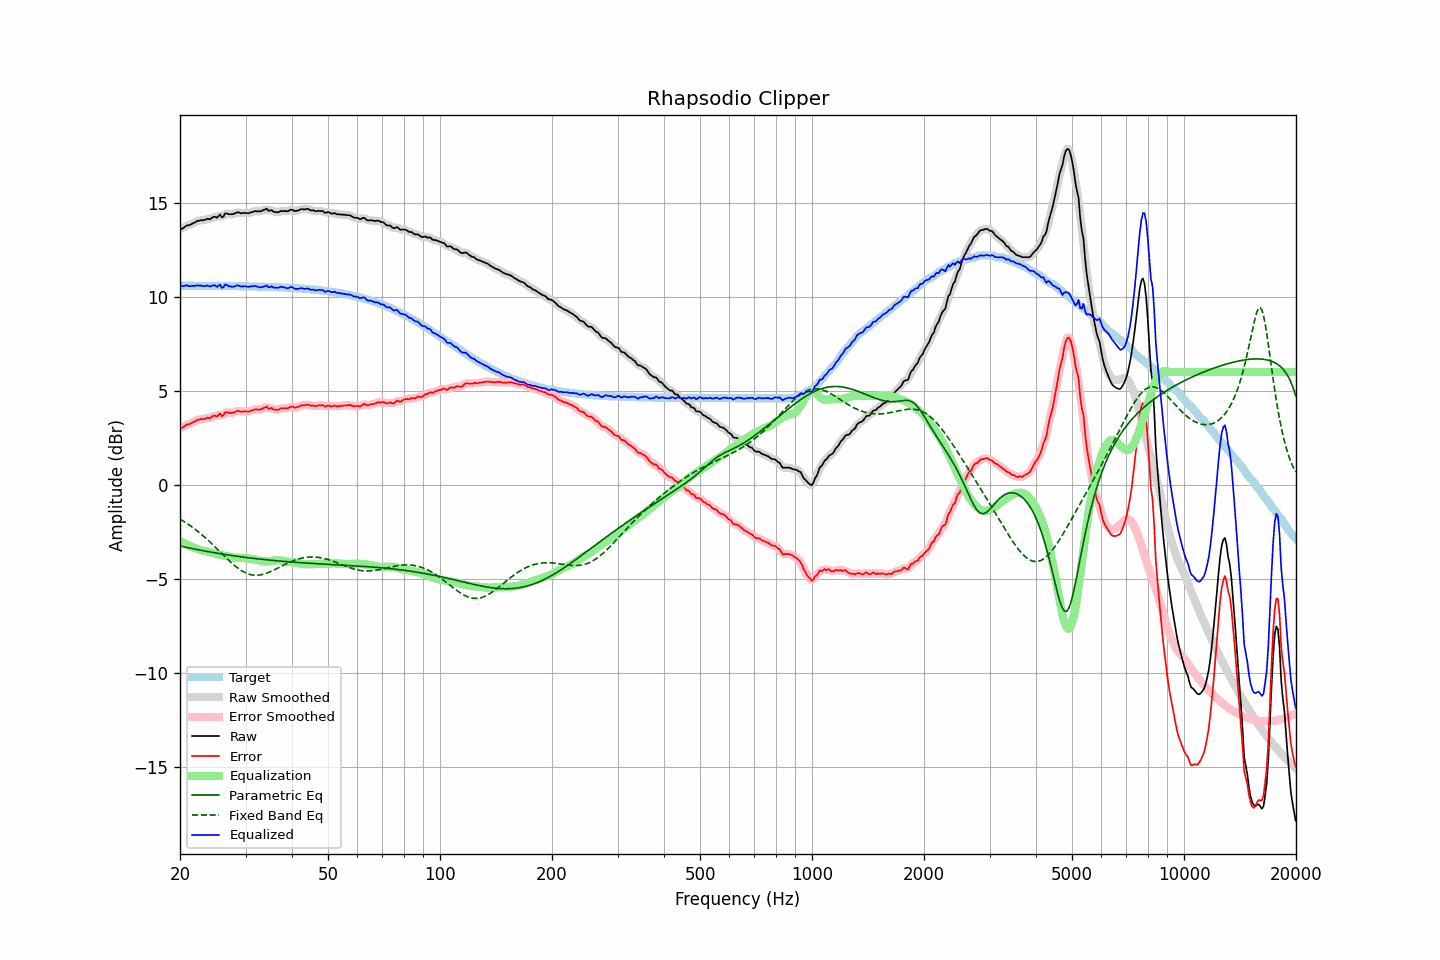 Rhapsodio Clipper
Amplitude (dBr)
15
10
5
0
−5
−10
−15
Target
Raw Smoothed
Error Smoothed
Raw
Error
Equalization
Parametric Eq
Fixed Band Eq
Equalized
20 50 100 200 500 1000 2000 5000 10000 20000
Frequency (Hz)